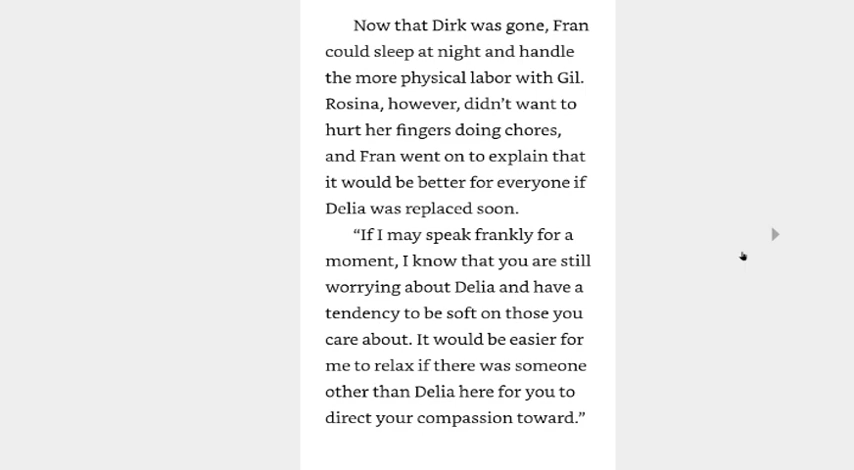 Now that Dirk was gone, Fran
could sleep at night and handle
the more physical labor with Gil.
Rosina, however, didn’t want to
hurt her fingers doing chores,
and Fran went on to explain that
it would be better for everyone if
Delia was replaced soon.
“If I may speak frankly for a
moment, I know that you are still
worrying about Delia and have a
tendency to be soft on those you
care about. It would be easier for
me to relax if there was someone
other than Delia here for you to
direct your compassion toward.”